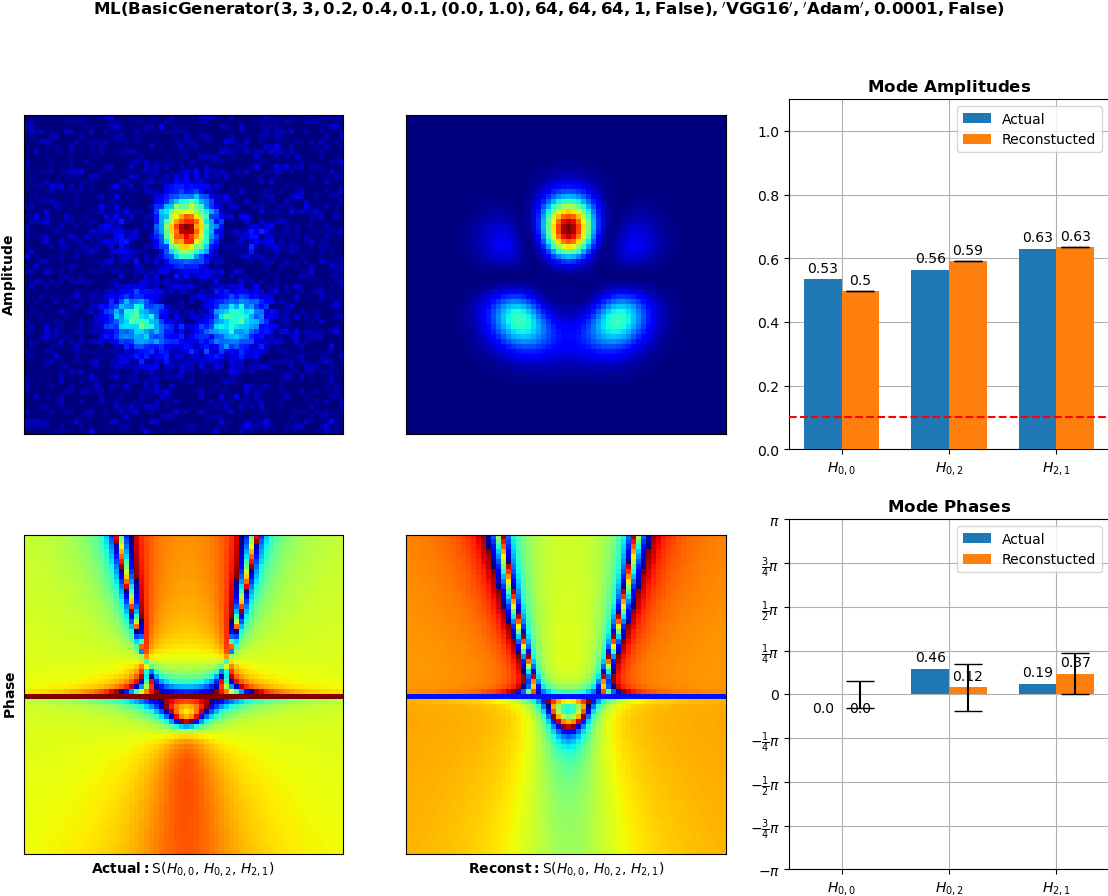 ML(BasicGenerator(3, 3, 0.2, 0.4, 0.1, (0.0, 1.0), 64, 64, 64, 1, False), ′VGG16′, ′Adam′, 0.0001, False)
Amplitude
Mode Amplitudes
Actual
Reconstucted
1.0
0.8
0.6
0.4
0.2
0.0
0.53
0.5
0.56
0.59
0.63
0.63
H0,0
H0,2
H2,1
Phase
Actual: S(H0,0, H0,2, H2,1)
Reconst: S(H0,0, H0,2, H2,1)
Mode Phases
Actual
Reconstucted
π
3/4π
1/2π
1/4π
0
−1/4π
−1/2π
−3/4π
−π
0.0
-0.0
0.46
0.12
0.19
0.37
H0,0
H0,2
H2,1